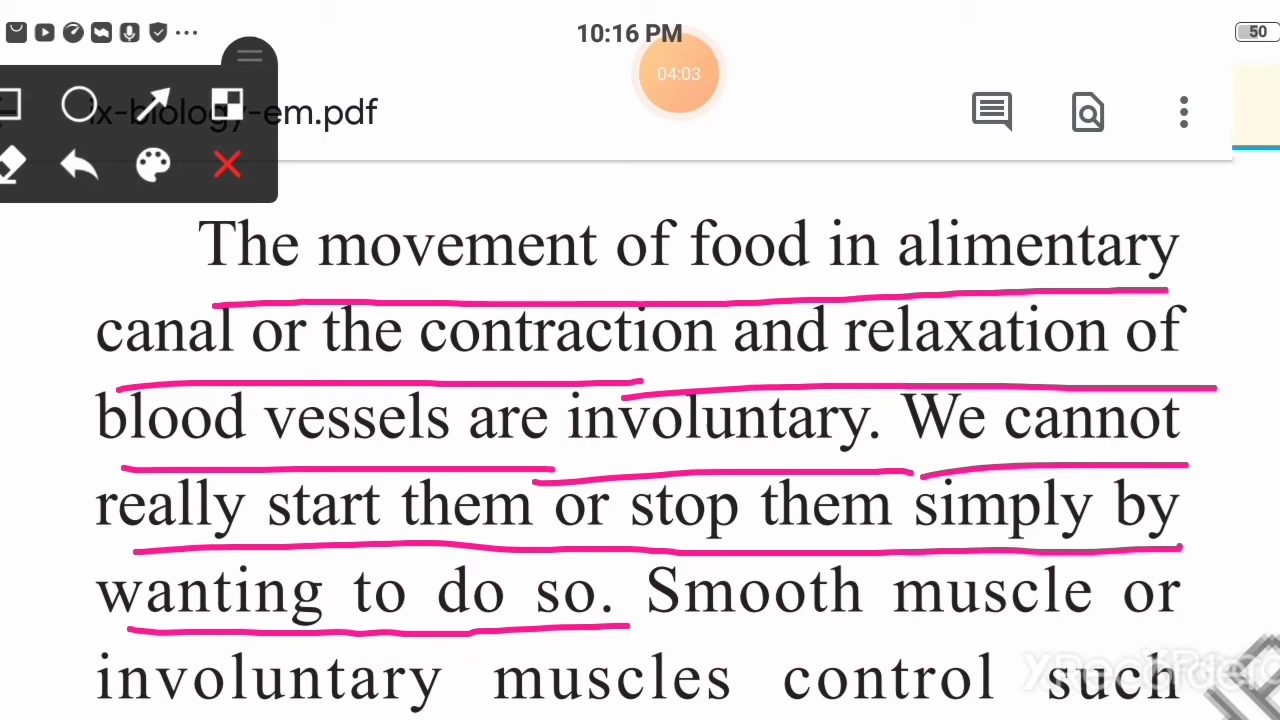 10:16 PM
50
04:03
ix-biology-em.pdf
The movement of food in alimentary
canal or the contraction and relaxation of
blood vessels are involuntary. We cannot
really start them or stop them simply by
wanting to do so. Smooth muscle or
involuntary muscles control such
XRecorder